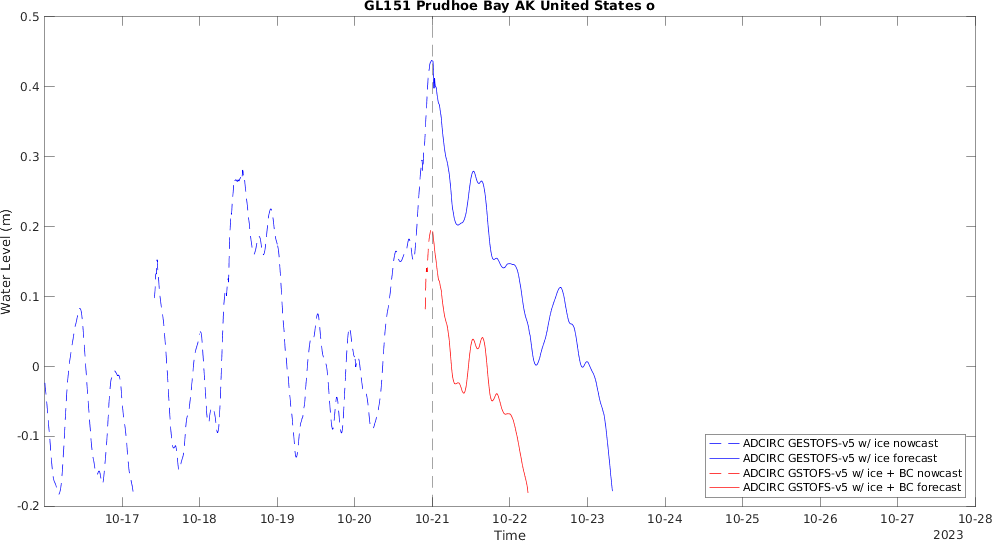 GL151 Prudhoe Bay AK United States o
0.5
0.4
0.3
0.2
0.1
0
-0.1
-0.2
Water Level (m)
10-17 10-18 10-19 10-20 10-21 10-22 10-23 10-24 10-25 10-26 10-27 10-28
Time
2023
ADCIRC GESTOFS-v5 w/ ice nowcast
ADCIRC GESTOFS-v5 w/ ice forecast
ADCIRC GSTOFS-v5 w/ ice + BC nowcast
ADCIRC GSTOFS-v5 w/ ice + BC forecast